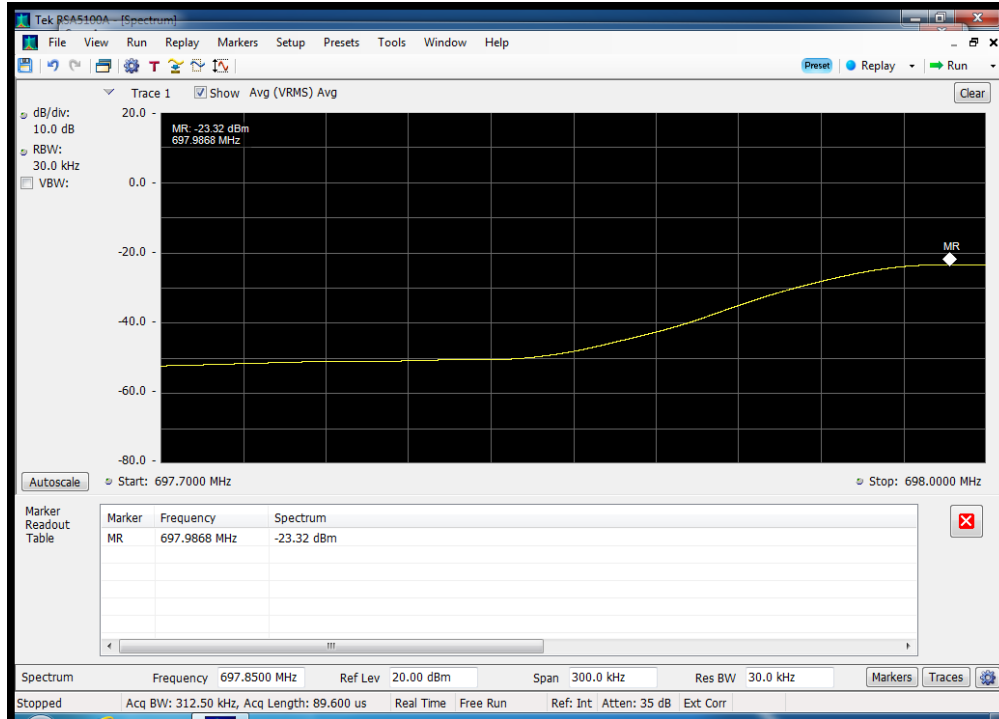 Tek RSA5100A - [Spectrum]
File View Run Replay Markers Setup Presets Tools Window Help
T Preset Replay Run
Trace 1 Show Avg (VRMS) Avg Clear
dB/div:
10.0 dB
RBW:
30.0 kHz
VBW:
20.0
0.0
-20.0
-40.0
-60.0
-80.0
MR: -23.32 dBm
697.9868 MHz
MR
Autoscale Start: 697.7000 MHz Stop: 698.0000 MHz
Marker
Readout
Table
Marker Frequency Spectrum
MR 697.9868 MHz -23.32 dBm
Spectrum Frequency 697.8500 MHz Ref Lev 20.00 dBm Span 300.0 kHz Res BW 30.0 kHz Markers Traces
Stopped Acq BW: 312.50 kHz, Acq Length: 89.600 us Real Time Free Run Ref: Int Atten: 35 dB Ext Corr